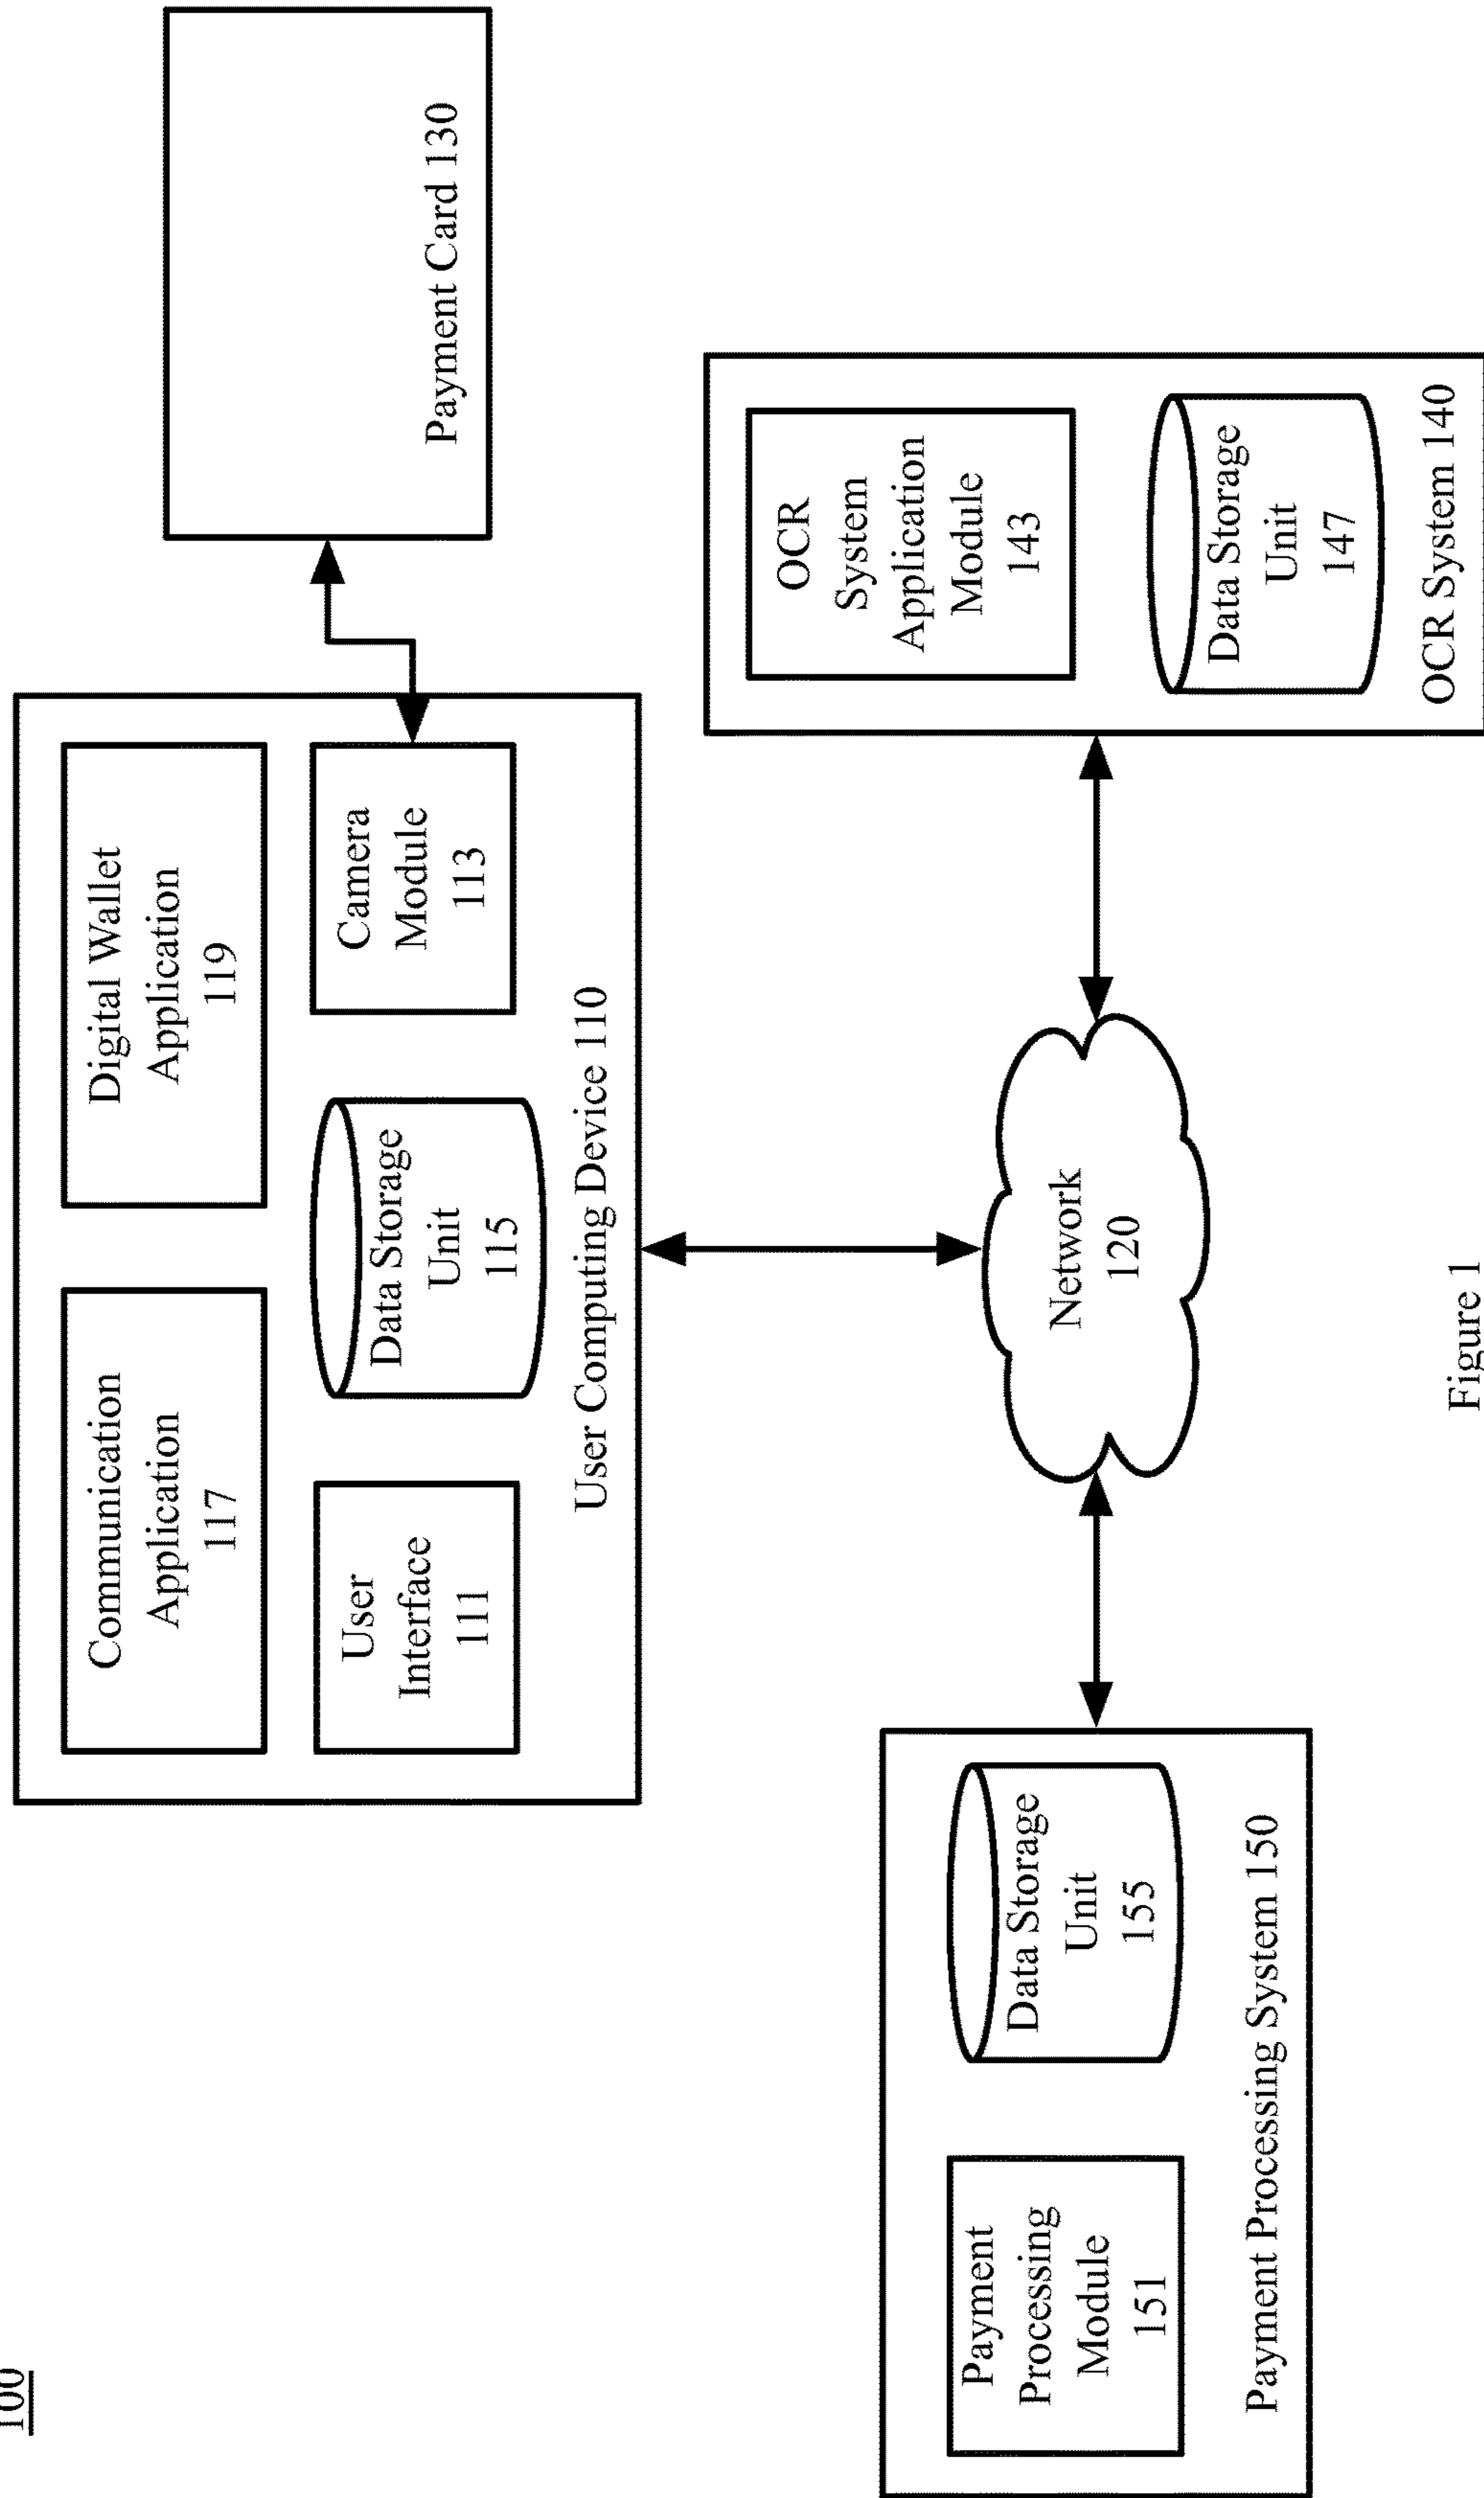 100
Communication
Application
117
Digital Wallet
Application
119
User
Interface
111
Data Storage
Unit
115
Camera
Module
113
User Computing Device 110
Payment Card 130
Network
120
Payment
Processing
Module
151
Data Storage
Unit
155
Payment Processing System 150
OCR
System
Application
Module
143
Data Storage
Unit
147
OCR System 140
Figure 1